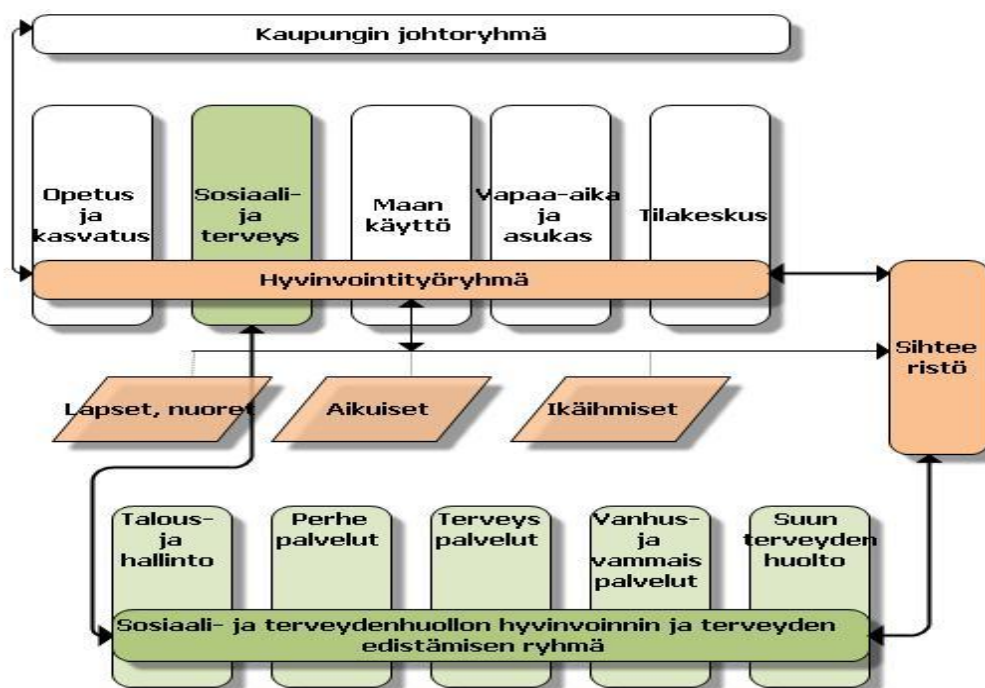 Kaupungin johtoryhmä
Opetus
ja
kasvatus
Sosiaali-
ja
terveys
Maan
käyttö
Vapaa-aika
ja
asukas
Tilakeskus
Hyvinvointityöryhmä
Sihtee
ristö
Lapset, nuoret
Aikuiset
Ikäihmiset
Talous-
ja
hallinto
Perhe
palvelut
Terveys
palvelut
Vanhus-
ja
vammais
palvelut
Suun
terveyden
huolto
Sosiaali- ja terveydenhuollon hyvinvoinnin ja terveyden
edistämisen ryhmä